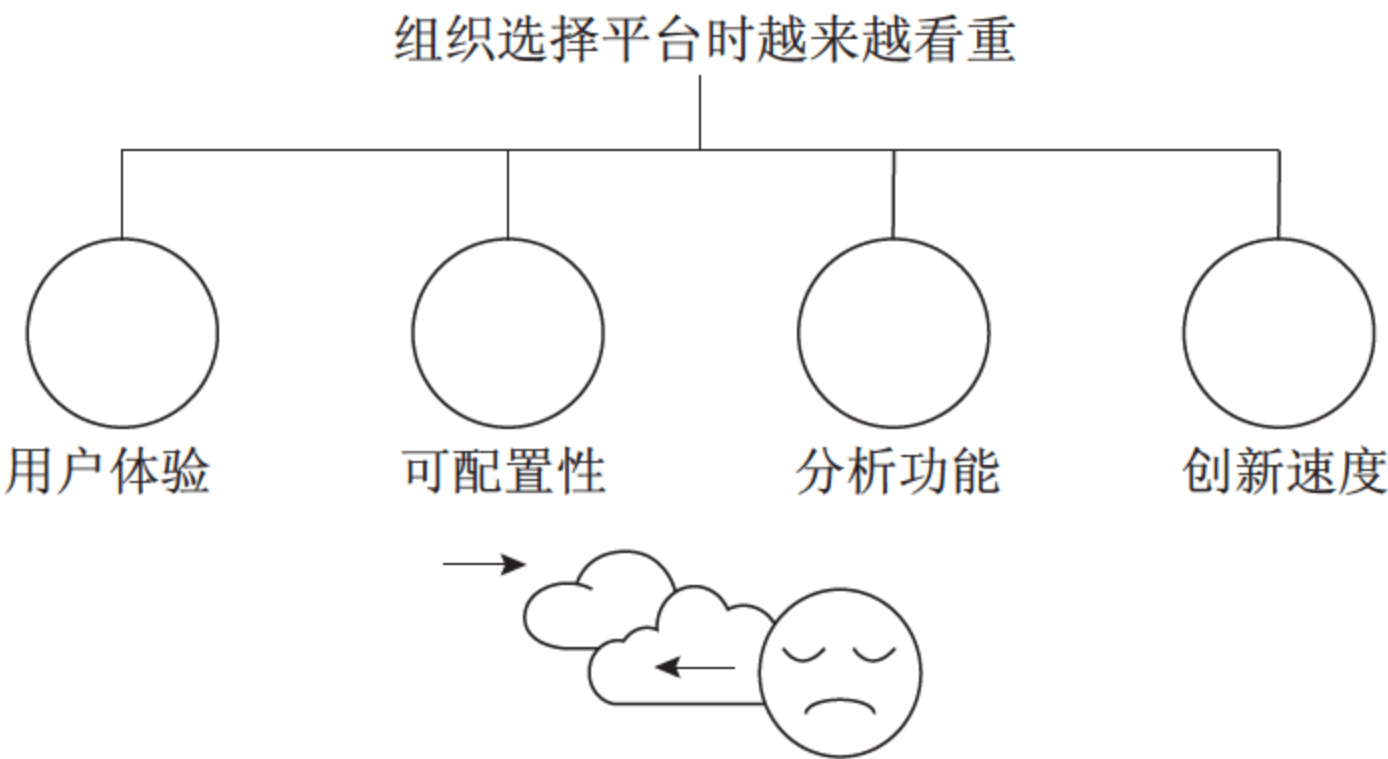 组织选择平台时越来越看重
用户体验
可配置性
分析功能
创新速度